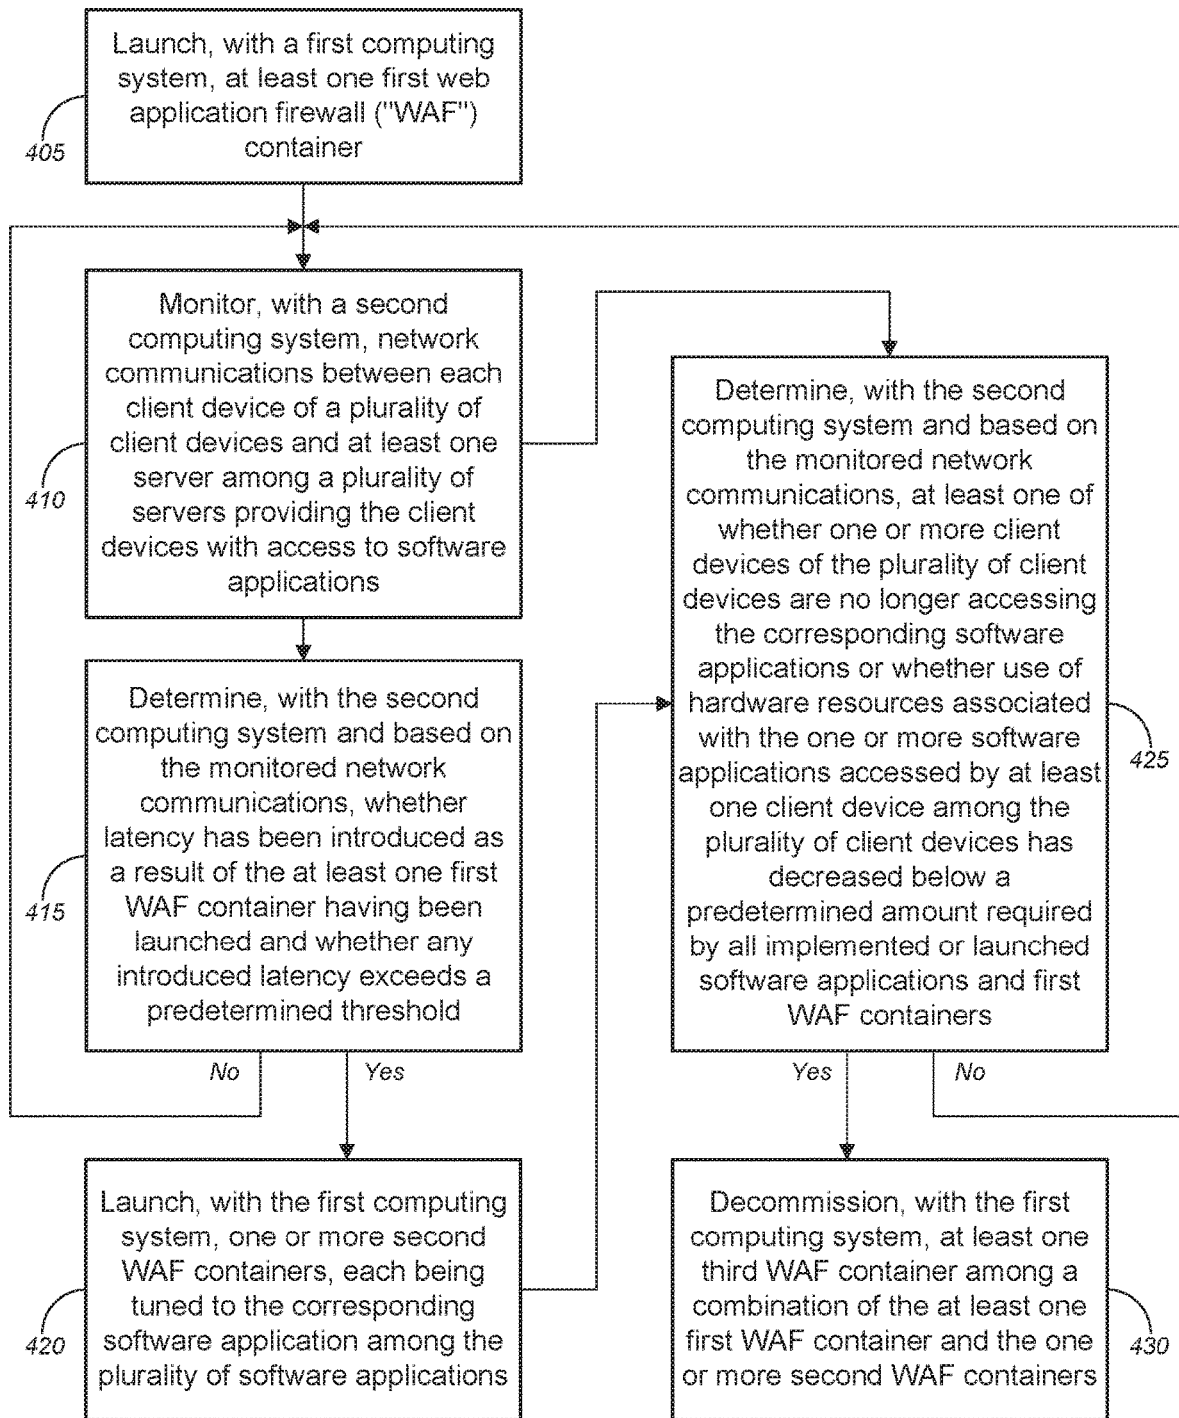 Launch, with a first computing
system, at least one first web
application firewall ("WAF")
container
405
Monitor, with a second
computing system, network
communications between each
client device of a plurality of
client devices and at least one
server among a plurality of
servers providing the client
devices with access to software
applications
410
Determine, with the second
computing system and based on
the monitored network
communications, whether
latency has been introduced as
a result of the at least one first
WAF container having been
launched and whether any
introduced latency exceeds a
predetermined threshold
415
No
Yes
Launch, with the first computing
system, one or more second
WAF containers, each being
tuned to the corresponding
software application among the
plurality of software applications
420
Determine, with the second
computing system and based on
the monitored network
communications, at least one of
whether one or more client
devices of the plurality of client
devices are no longer accessing
the corresponding software
applications or whether use of
hardware resources associated
with the one or more software
applications accessed by at least
one client device among the
plurality of client devices has
decreased below a
predetermined amount required
by all implemented or launched
software applications and first
WAF containers
425
Yes
No
Decommission, with the first
computing system, at least one
third WAF container among a
combination of the at least one
first WAF container and the one
or more second WAF containers
430